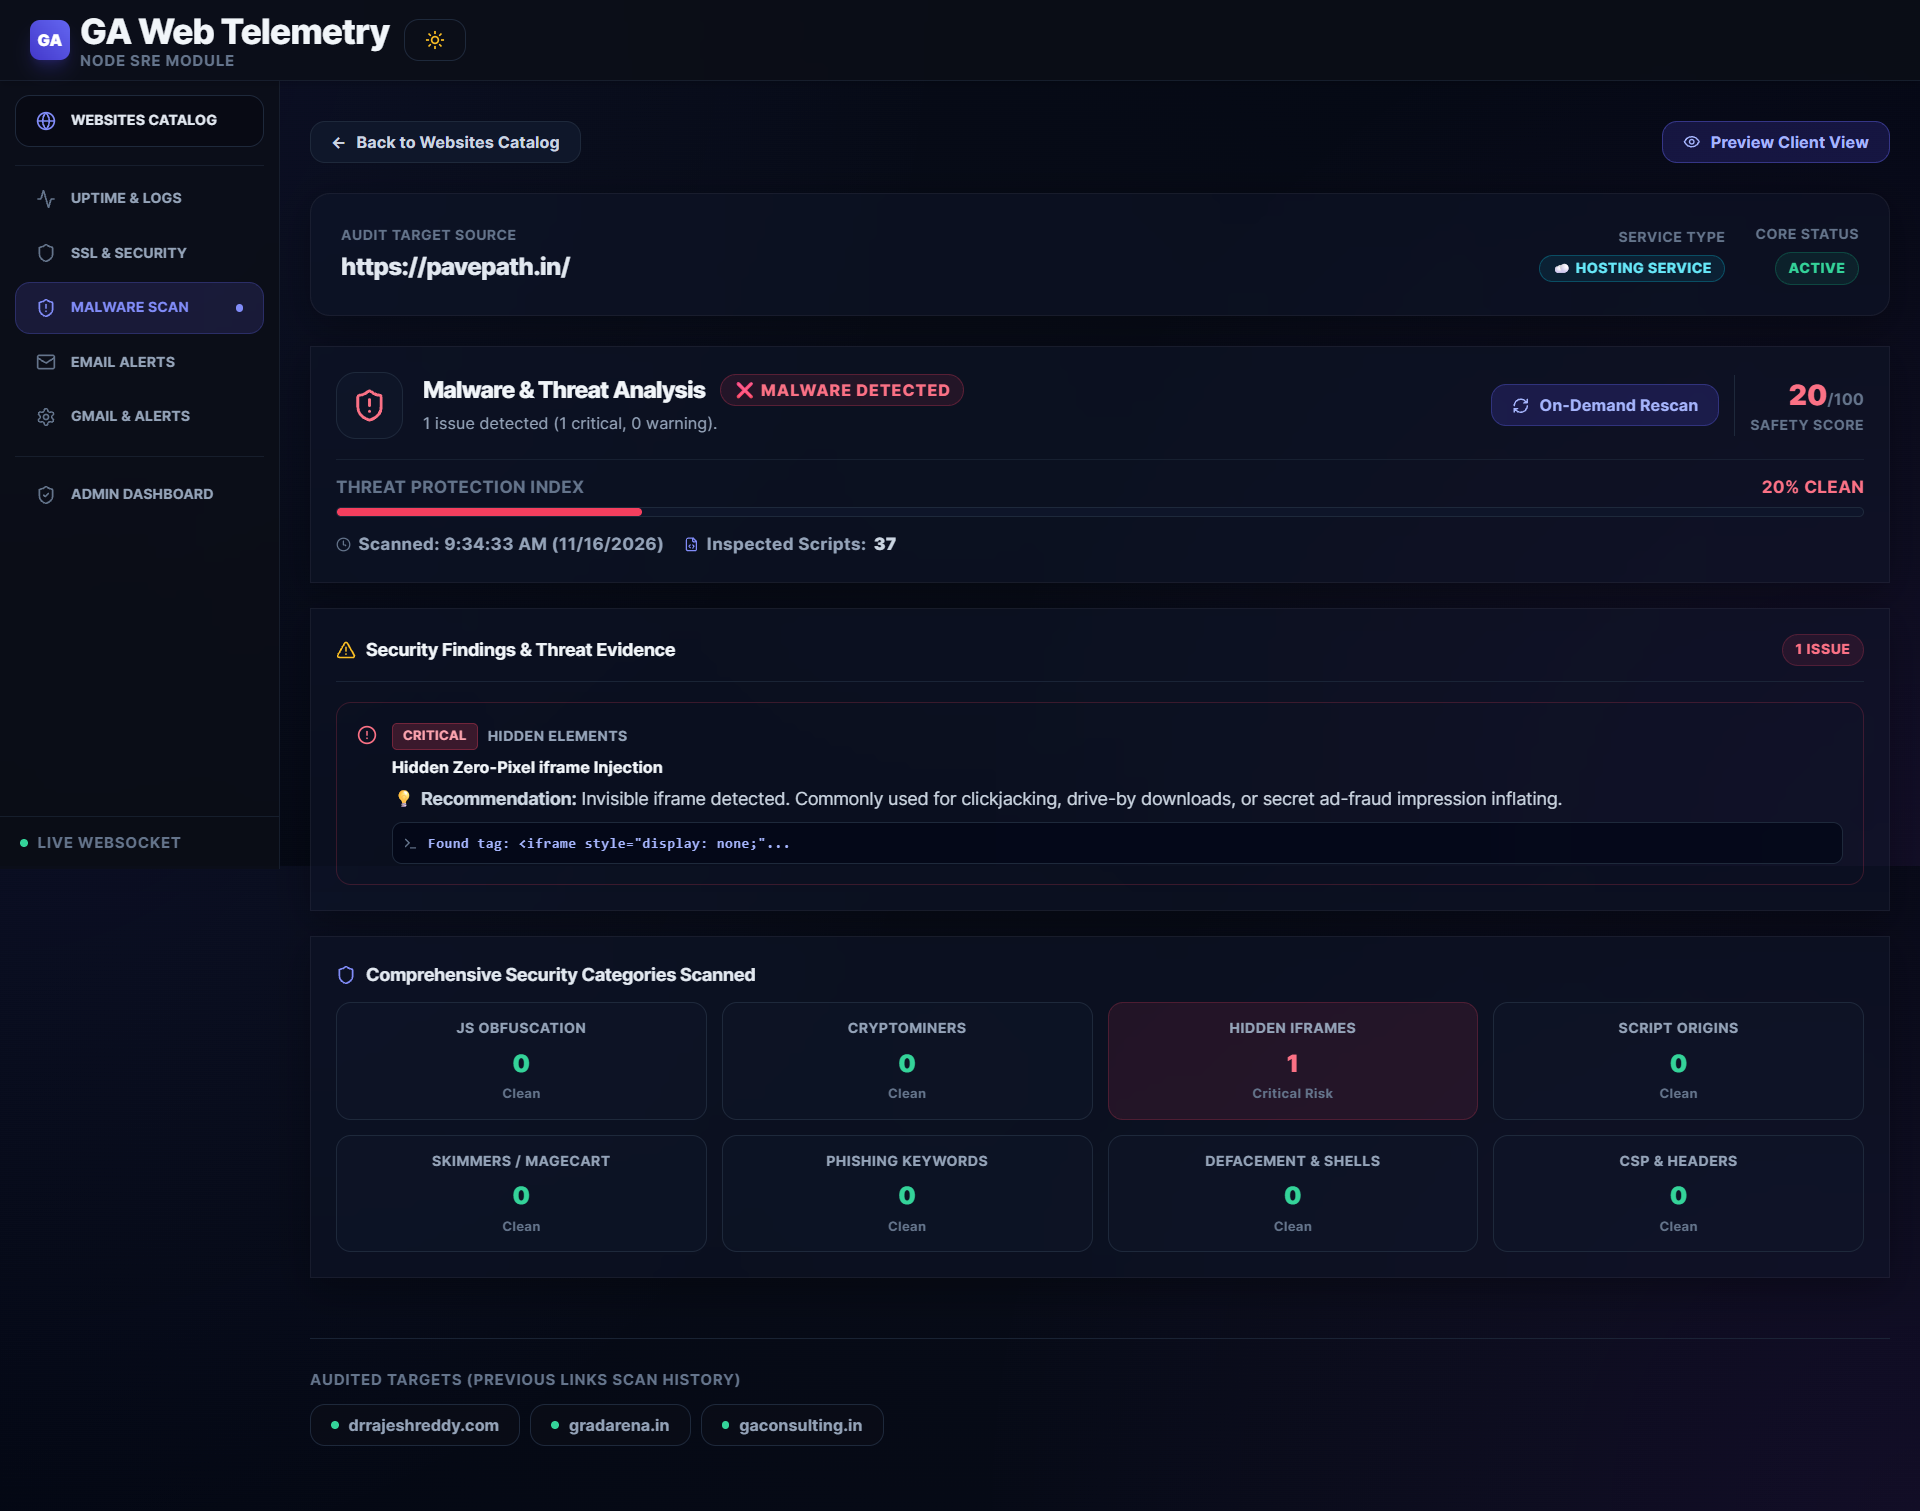 GA
GA Web Telemetry
NODE SRE MODULE
WEBSITES CATALOG
UPTIME & LOGS
SSL & SECURITY
MALWARE SCAN
EMAIL ALERTS
GMAIL & ALERTS
ADMIN DASHBOARD
LIVE WEBSOCKET
Back to Websites Catalog
Preview Client View
AUDIT TARGET SOURCE
https://pavepath.in/
SERVICE TYPE
HOSTING SERVICE
CORE STATUS
ACTIVE
Malware & Threat Analysis
MALWARE DETECTED
1 issue detected (1 critical, 0 warning).
On-Demand Rescan
20/100
SAFETY SCORE
THREAT PROTECTION INDEX
20% CLEAN
Scanned: 9:34:33 AM (11/16/2026)
Inspected Scripts: 37
Security Findings & Threat Evidence
1 ISSUE
CRITICAL
HIDDEN ELEMENTS
Hidden Zero-Pixel iframe Injection
Recommendation: Invisible iframe detected. Commonly used for clickjacking, drive-by downloads, or secret ad-fraud impression inflating.
Found tag: <iframe style="display: none;"...
Comprehensive Security Categories Scanned
JS OBFUSCATION
0
Clean
CRYPTOMINERS
0
Clean
HIDDEN IFRAMES
1
Critical Risk
SCRIPT ORIGINS
0
Clean
SKIMMERS / MAGECART
0
Clean
PHISHING KEYWORDS
0
Clean
DEFACEMENT & SHELLS
0
Clean
CSP & HEADERS
0
Clean
AUDITED TARGETS (PREVIOUS LINKS SCAN HISTORY)
drrajeshreddy.com
gradarena.in
gaconsulting.in